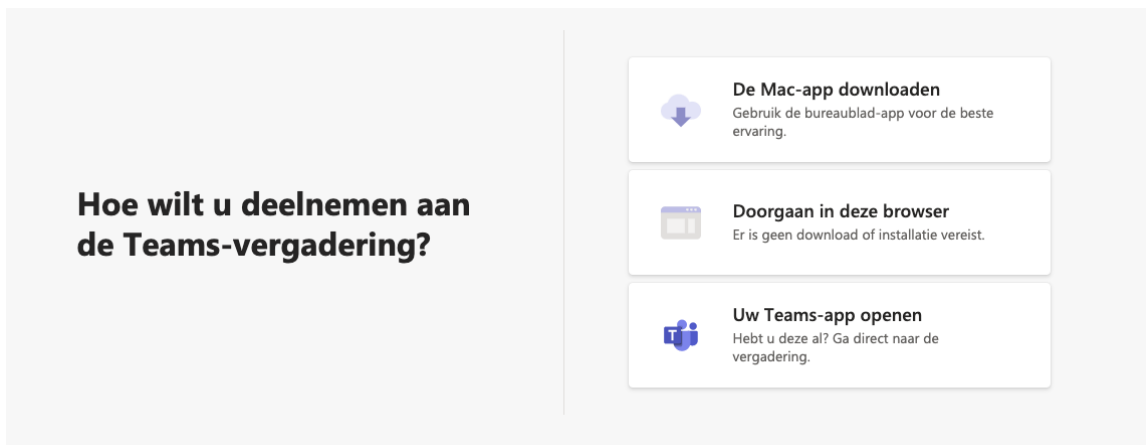 Hoe wilt u deelnemen aan
de Teams-vergadering?
De Mac-app downloaden
Gebruik de bureaublad-app voor de beste
ervaring.
Doorgaan in deze browser
Er is geen download of installatie vereist.
Uw Teams-app openen
Hebt u deze al? Ga direct naar de
vergadering.